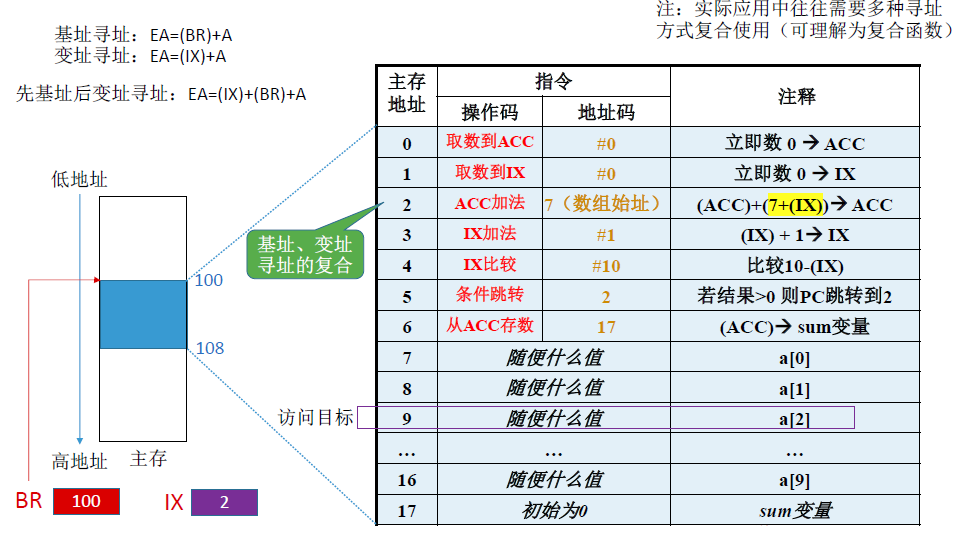 注：实际应用中往往需要多种寻址
方式复合使用（可理解为复合函数）
基址寻址：EA=(BR)+A
变址寻址：EA=(IX)+A
先基址后变址寻址：EA=(IX)+(BR)+A
主存地址 指令 注释
操作码 地址码
0 取数到ACC #0 立即数 0 → ACC
1 取数到IX #0 立即数 0 → IX
2 ACC加法 7（数组始址） (ACC)+(7+(IX))→ ACC
3 IX加法 #1 (IX) + 1→ IX
4 IX比较 #10 比较10-(IX)
5 条件跳转 2 若结果>0 则PC跳转到2
6 从ACC存数 17 (ACC)→ sum变量
7 随便什么值 a[0]
8 随便什么值 a[1]
9 随便什么值 a[2]
... ... ...
16 随便什么值 a[9]
17 初始为0 sum变量
基址、变址
寻址的复合
低地址
100
108
访问目标
高地址
主存
BR 100
IX 2